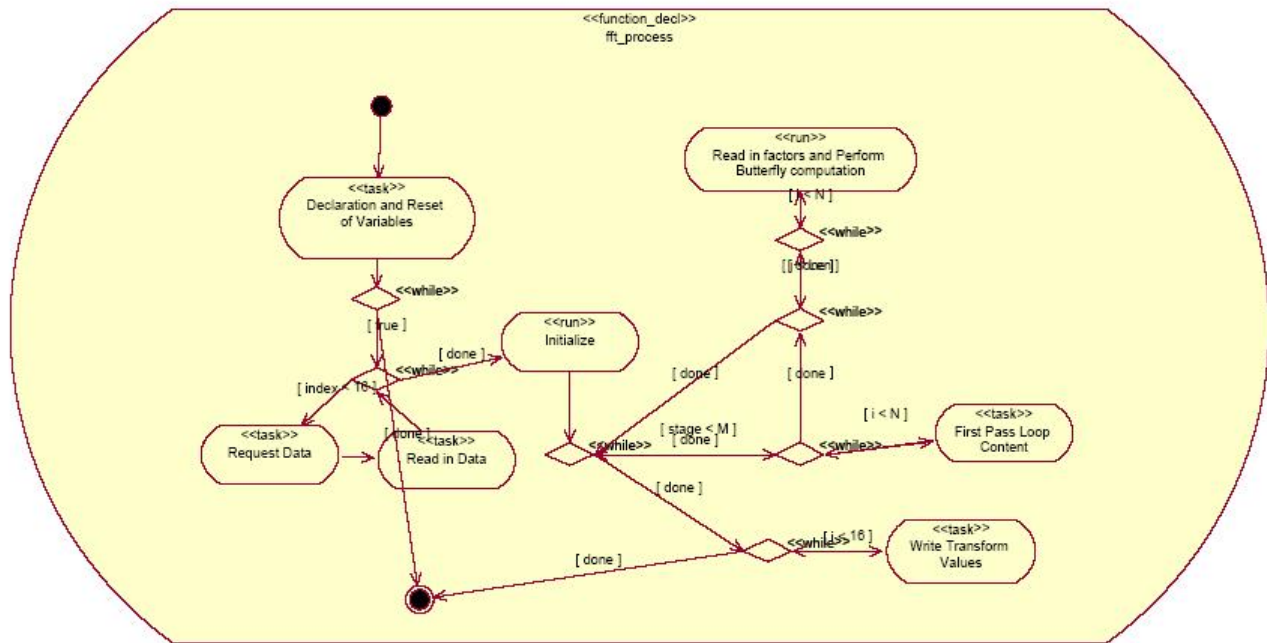 <<function_decl>>
fft_process
<<run>>
Read in factors and Perform
Butterfly computation
<<task>>
Declaration and Reset
of Variables
<<while>>
[ true ]
<<while>>
[ index < 16 ]
[ done ]
<<run>>
Initialize
<<task>>
Request Data
[ done ]
<<task>>
Read in Data
<<while>>
<<while>>
<<while>>
[ done ]
[ done ]
[ stage < M ]
[ done ]
<<while>>
[ i < N ]
<<task>>
First Pass Loop
Content
[ done ]
<<while>>
<<task>>
Write Transform
Values
[ done ]